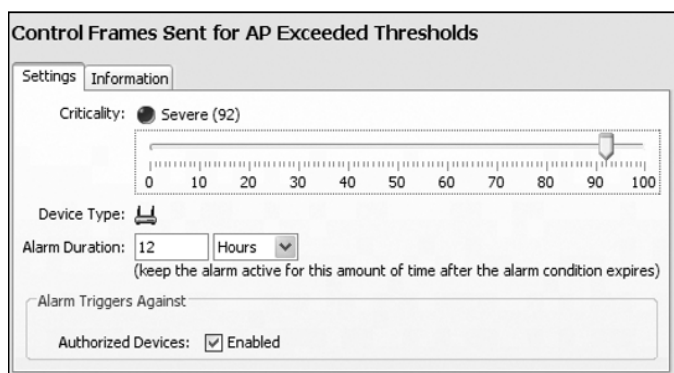 Control Frames Sent for AP Exceeded Thresholds
Settings Information
Criticality: Severe (92)
0 10 20 30 40 50 60 70 80 90 100
Device Type:
Alarm Duration: 12 Hours
(keep the alarm active for this amount of time after the alarm condition expires)
Alarm Triggers Against
Authorized Devices: Enabled